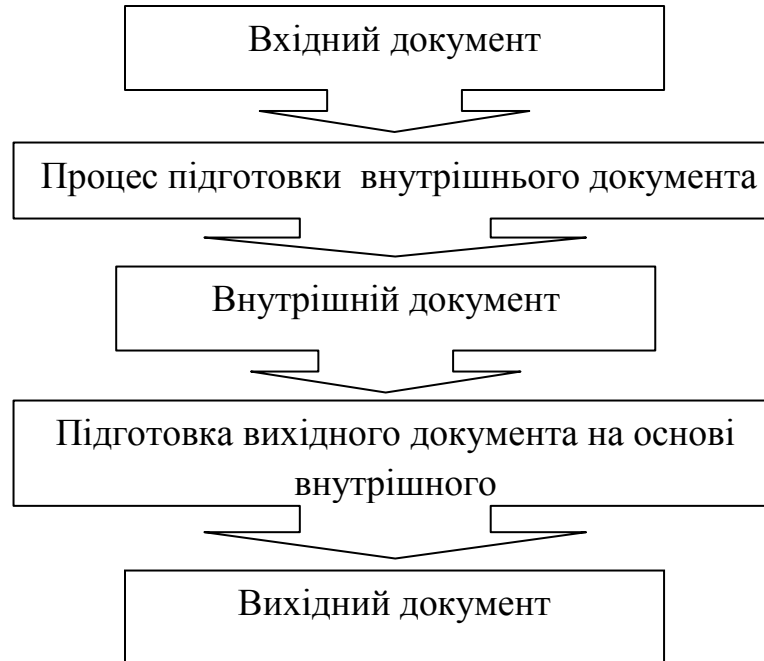 Вхідний документ
Процес підготовки внутрішнього документа
Внутрішній документ
Підготовка вихідного документа на основі
внутрішного
Вихідний документ